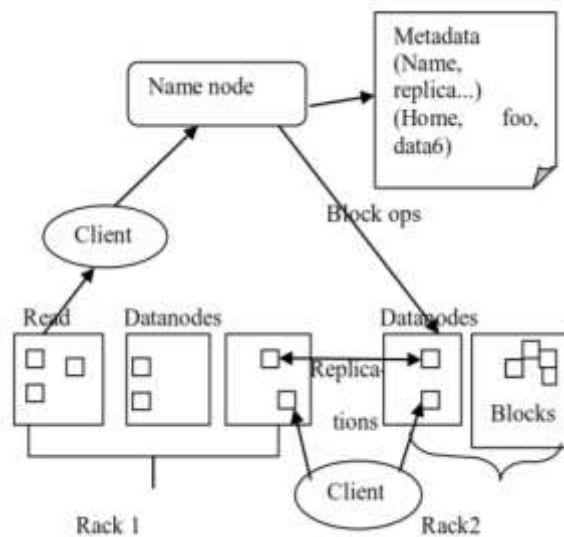 Metadata
(Name,
replica...)
(Home, foo,
data6)
Name node
Block ops
Client
Read
Datanodes
Datanodes
Replica-
tions
Blocks
Client
Rack 1
Rack2